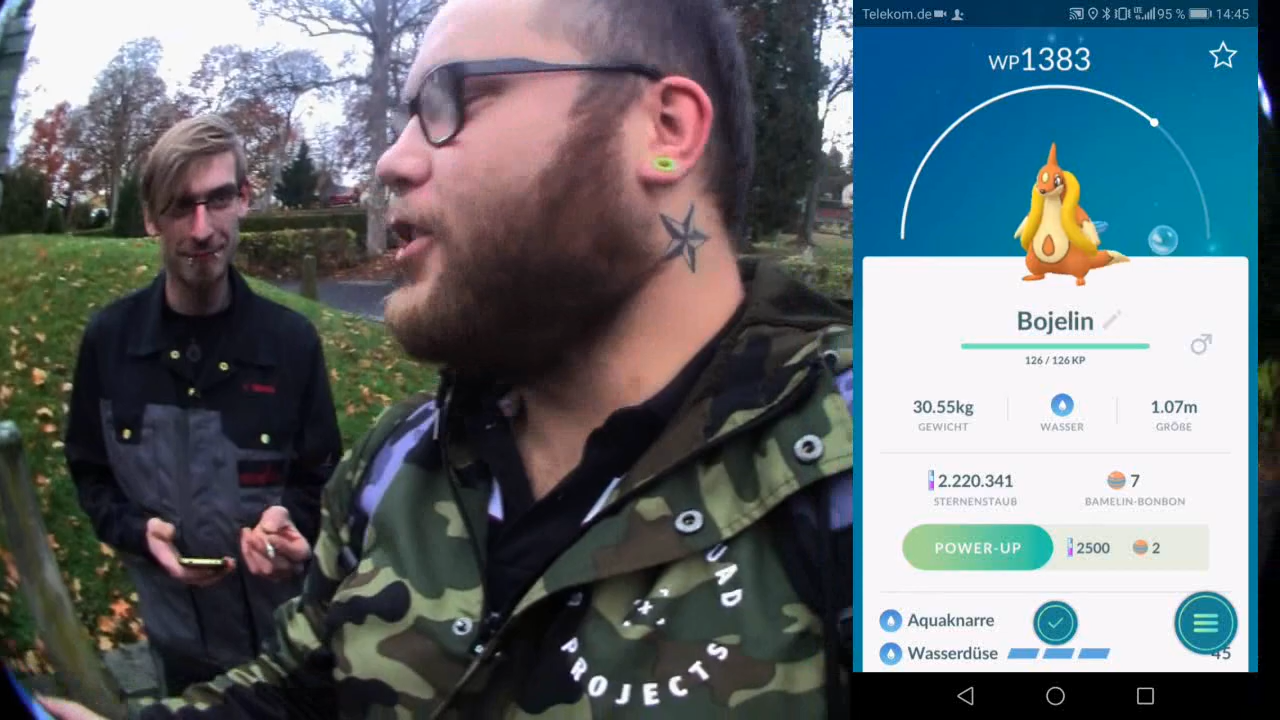 Telekom.de
95 %
14:45
WP1383
Bojelin
126 / 126 KP
30.55kg
GEWICHT
WASSER
1.07m
GRÖßE
2.220.341
STERNENSTAUB
7
BAMELIN-BONBON
POWER-UP
2500
2
Aquaknarre
Wasserdüse
45
PROJECTS